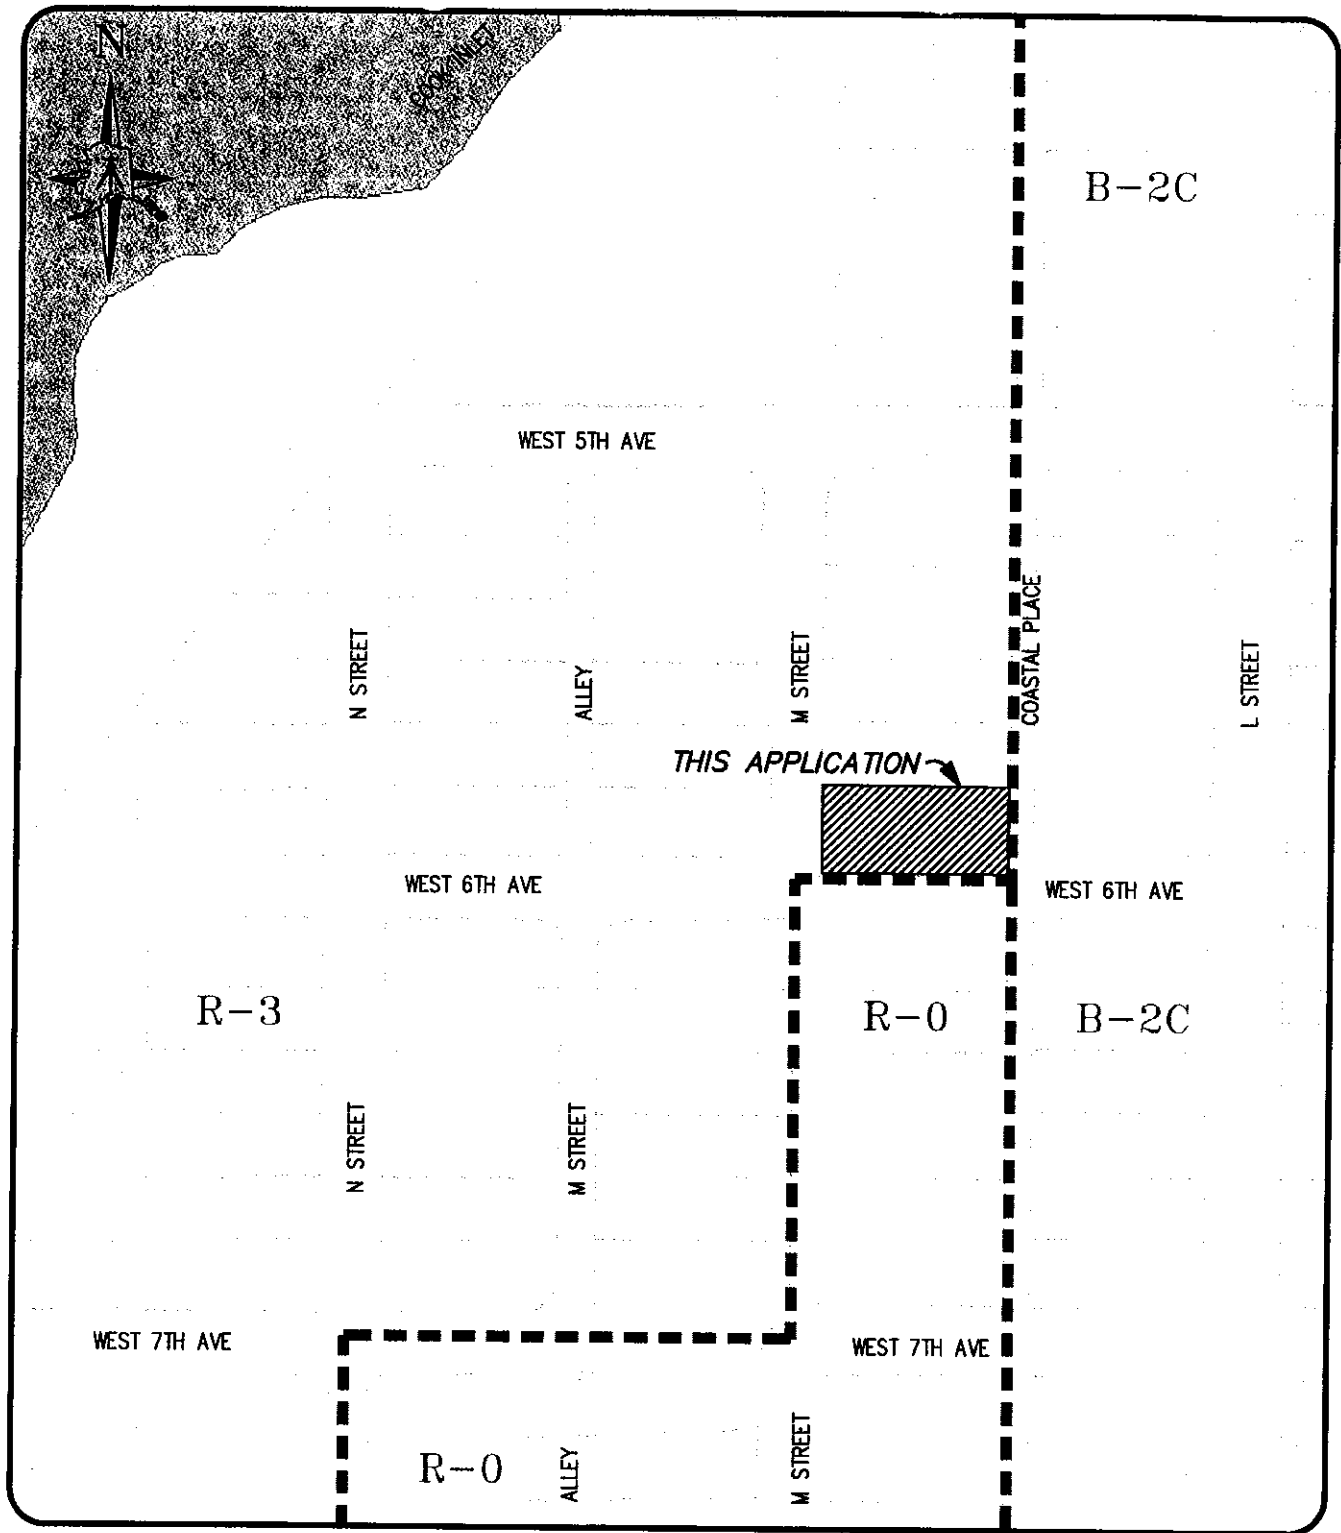 N
COOK INLET
B-2C
WEST 5TH AVE
N STREET
ALLEY
M STREET
COASTAL PLACE
L STREET
THIS APPLICATION
WEST 6TH AVE
WEST 6TH AVE
R-3
R-0
B-2C
N STREET
M STREET
WEST 7TH AVE
WEST 7TH AVE
R-0
ALLEY
M STREET